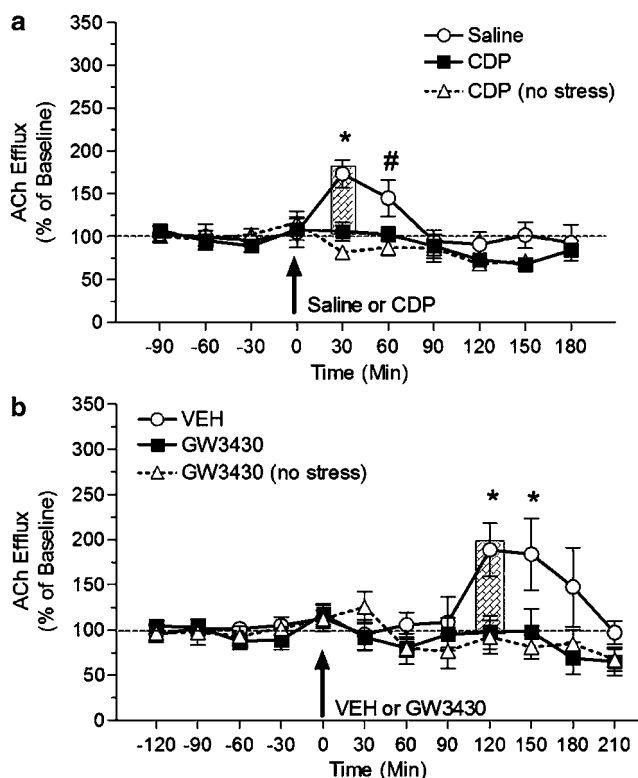 a
350
300
250
200
150
100
50
0
ACh Efflux
(% of Baseline)
Saline
CDP
CDP (no stress)
*
#
Saline or CDP
-90 -60 -30 0 30 60 90 120 150 180
Time (Min)
b
350
300
250
200
150
100
50
0
ACh Efflux
(% of Baseline)
VEH
GW3430
GW3430 (no stress)
* *
VEH or GW3430
-120 -90 -60 -30 0 30 60 90 120 150 180 210
Time (Min)